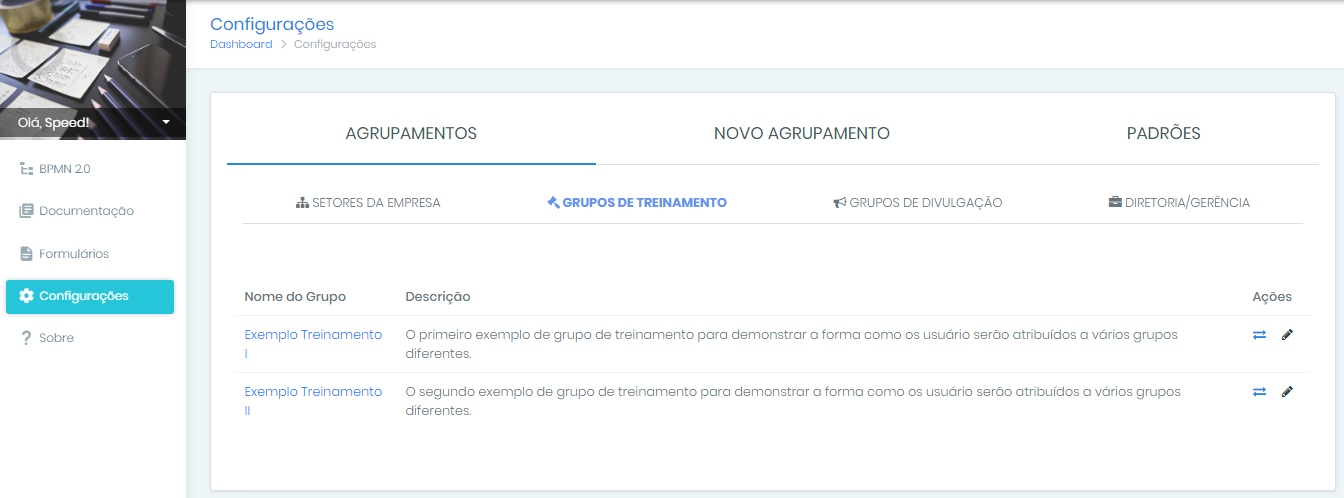 Configurações
Dashboard > Configurações
Olá, Speed!
BPMN 2.0
Documentação
Formulários
Configurações
Sobre
AGRUPAMENTOS NOVO AGRUPAMENTO PADRÕES
SETORES DA EMPRESA GRUPOS DE TREINAMENTO GRUPOS DE DIVULGAÇÃO DIRETORIA/GERÊNCIA
Nome do Grupo Descrição Ações
Exemplo Treinamento O primeiro exemplo de grupo de treinamento para demonstrar a forma como os usuário serão atribuídos a vários grupos
I diferentes.
Exemplo Treinamento O segundo exemplo de grupo de treinamento para demonstrar a forma como os usuário serão atribuídos a vários grupos
II diferentes.